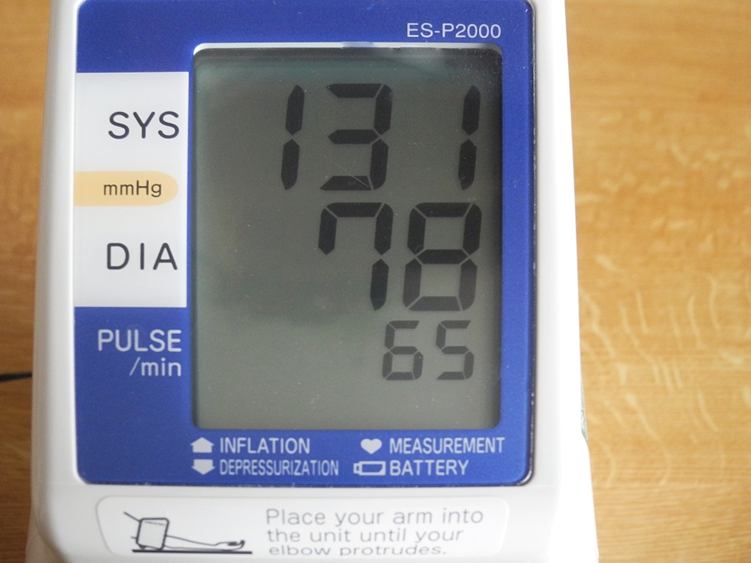 ES-P2000
SYS 131
mmHg
DIA 78
PULSE 65
/min
INFLATION MEASUREMENT
DEPRESSURIZATION BATTERY
Place your arm into
the unit until your
elbow protrudes.